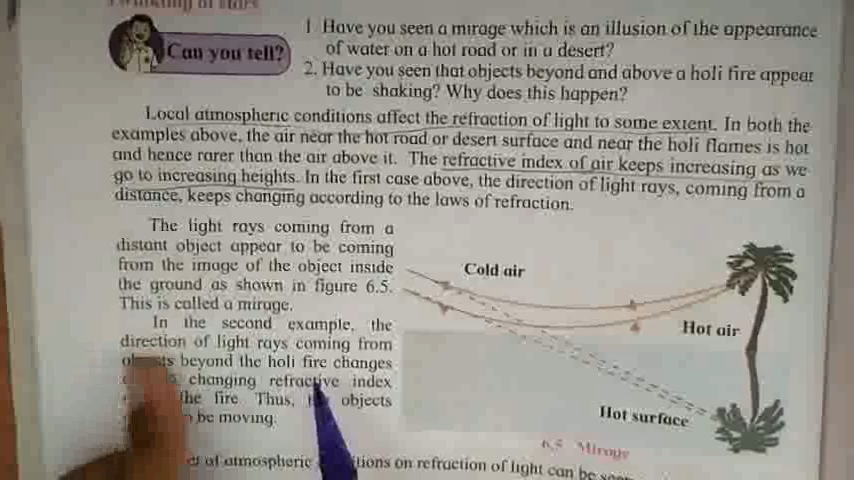 Twinkling of stars
Can you tell?
1 Have you seen a mirage which is an illusion of the appearance
of water on a hot road or in a desert?
2. Have you seen that objects beyond and above a holi fire appear
to be shaking? Why does this happen?
Local atmospheric conditions affect the refraction of light to some extent. In both the
examples above, the air near the hot road or desert surface and near the holi flames is hot
and hence rarer than the air above it. The refractive index of air keeps increasing as we
go to increasing heights. In the first case above, the direction of light rays, coming from a
distance, keeps changing according to the laws of refraction.
The light rays coming from a
distant object appear to be coming
from the image of the object inside
the ground as shown in figure 6.5.
This is called a mirage.
In the second example, the
direction of light rays coming from
objects beyond the holi fire changes
changing refractive index
the fire. Thus, objects
be moving.
Cold air
Hot air
Hot surface
6.5 Mirage
of atmospheric on refraction of light can be